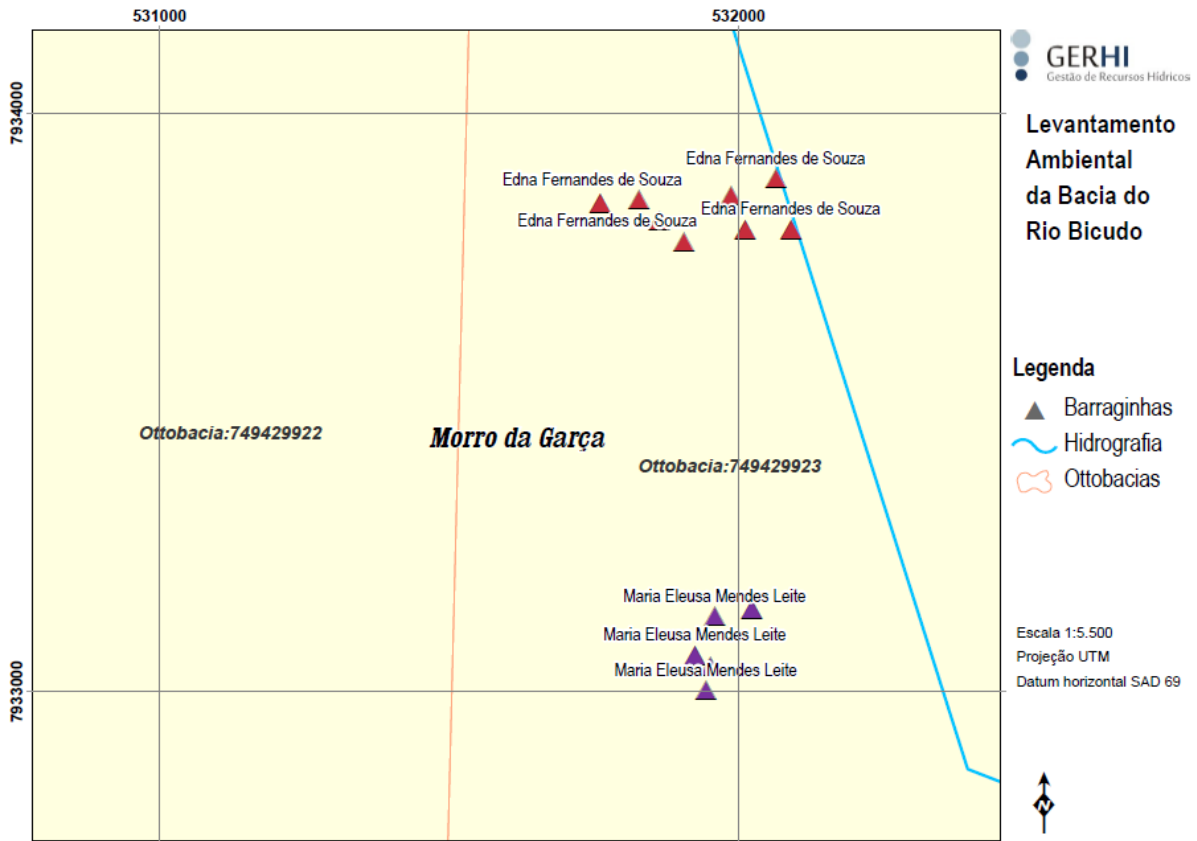 531000
532000
7934000
7933000
Edna Fernandes de Souza
Edna Fernandes de Souza
Edna Fernandes de Souza
Edna Fernandes de Souza
Ottobacia:749429922
Morro da Garça
Ottobacia:749429923
Maria Eleusa Mendes Leite
Maria Eleusa Mendes Leite
Maria Eleusa Mendes Leite
GERHI
Gestão de Recursos Hídricos
Levantamento
Ambiental
da Bacia do
Rio Bicudo
Legenda
Barraginhas
Hidrografia
Ottobacias
Escala 1:5.500
Projeção UTM
Datum horizontal SAD 69
N